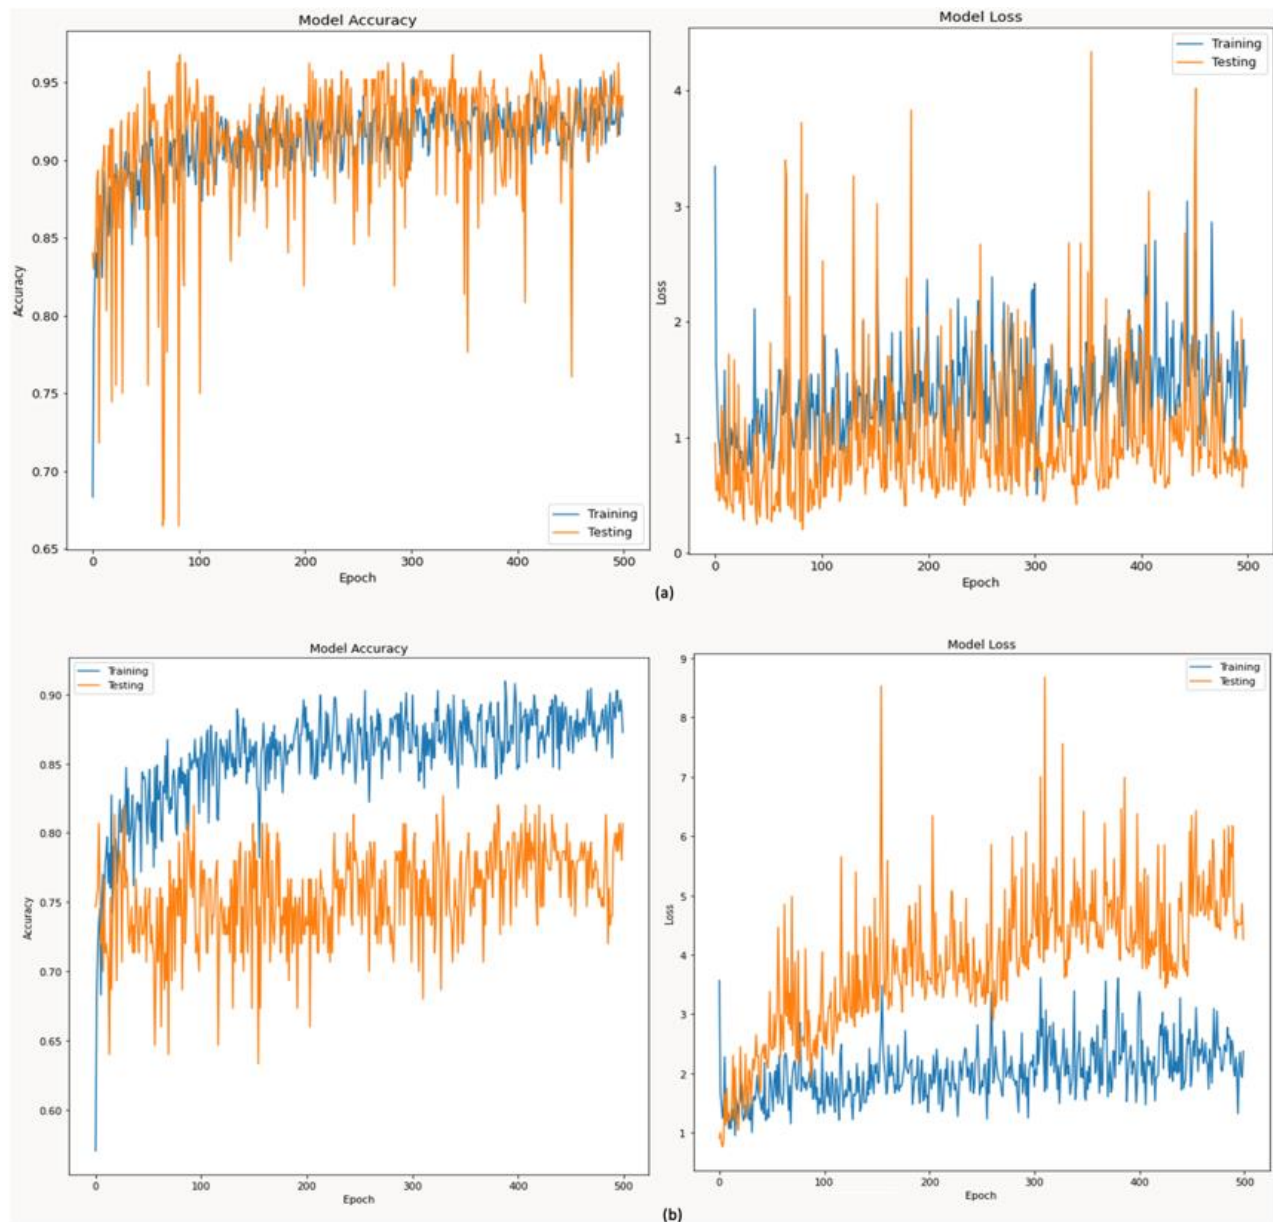 Model Accuracy
Accuracy
0.95
0.90
0.85
0.80
0.75
0.70
0.65
0
100
200
300
400
500
Epoch
Training
Testing
Model Loss
Loss
4
3
2
1
0
0
100
200
300
400
500
Epoch
Training
Testing
(a)
Model Accuracy
Training
Testing
Accuracy
0.90
0.85
0.80
0.75
0.70
0.65
0.60
0
100
200
300
400
500
Epoch
Model Loss
Training
Testing
Loss
9
8
7
6
5
4
3
2
1
0
100
200
300
400
500
Epoch
(b)